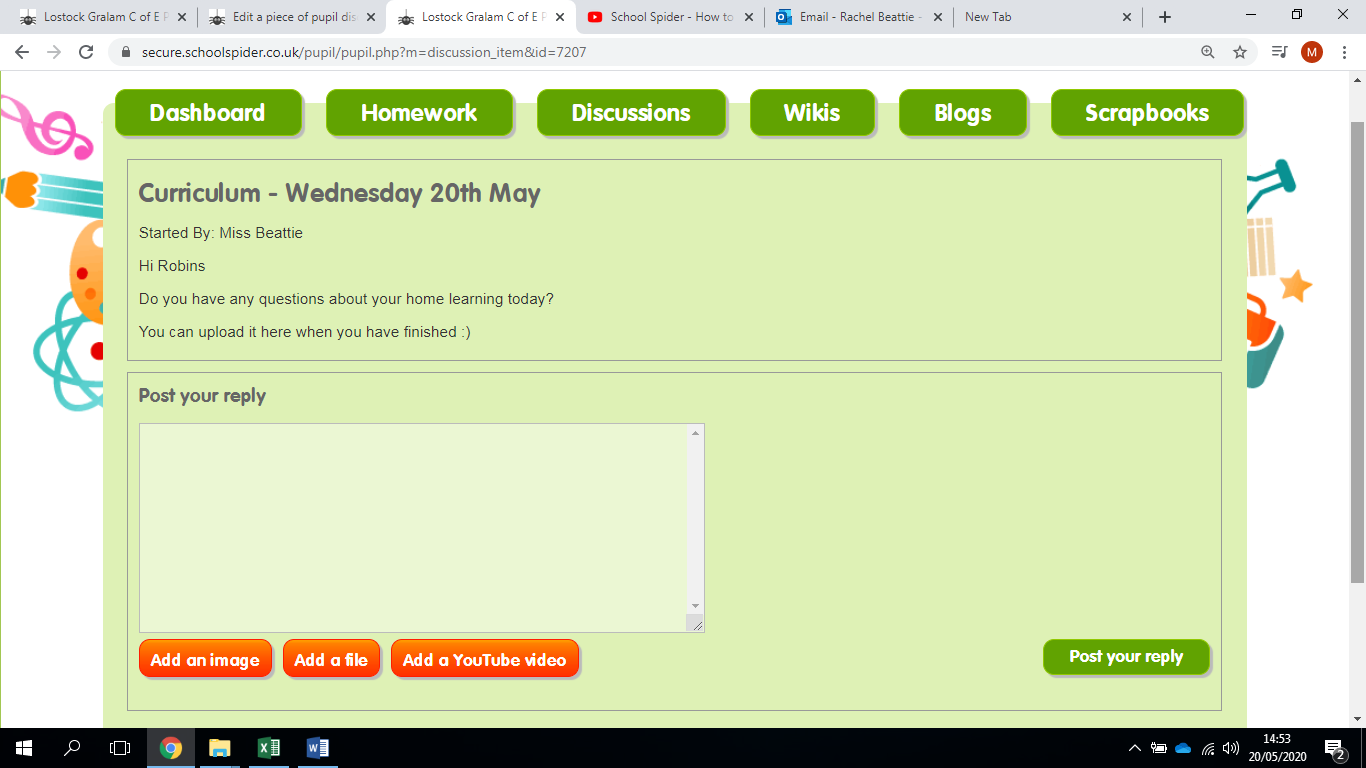 Lostock Gralam C of E P
Edit a piece of pupil dis
Lostock Gralam C of E P
School Spider - How to
Email - Rachel Beattie -
New Tab
secure.schoolspider.co.uk/pupil/pupil.php?m=discussion_item&id=7207
M
Dashboard
Homework
Discussions
Wikis
Blogs
Scrapbooks
Curriculum - Wednesday 20th May
Started By: Miss Beattie
Hi Robins
Do you have any questions about your home learning today?
You can upload it here when you have finished :)
Post your reply
Add an image
Add a file
Add a YouTube video
Post your reply
14:53
20/05/2020
2